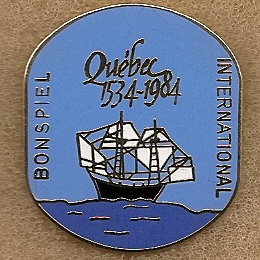 Québec
1534-1984
BONSPIEL
INTERNATIONAL